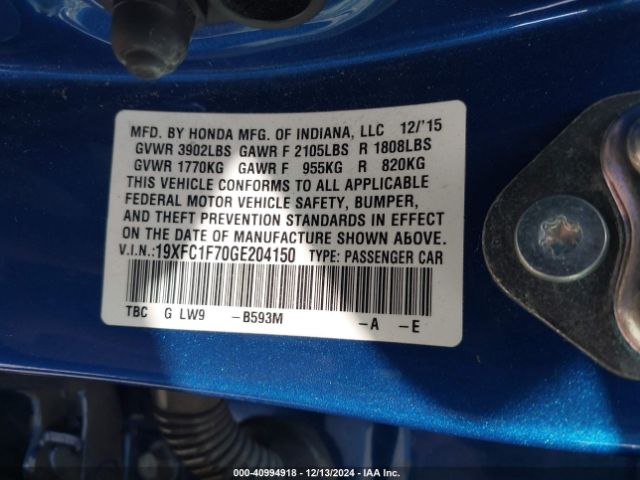 MFD. BY HONDA MFG. OF INDIANA, LLC 12/'15
GVWR 3902LBS GAWR F 2105LBS R 1808LBS
GVWR 1770KG GAWR F 955KG R 820KG
THIS VEHICLE CONFORMS TO ALL APPLICABLE
FEDERAL MOTOR VEHICLE SAFETY, BUMPER,
AND THEFT PREVENTION STANDARDS IN EFFECT
ON THE DATE OF MANUFACTURE SHOWN ABOVE.
V.I.N.:19XFC1F70GE204150 TYPE: PASSENGER CAR
TBC G LW9 -B593M -A -E
000-40994918 - 12/13/2024 - IAA Inc.